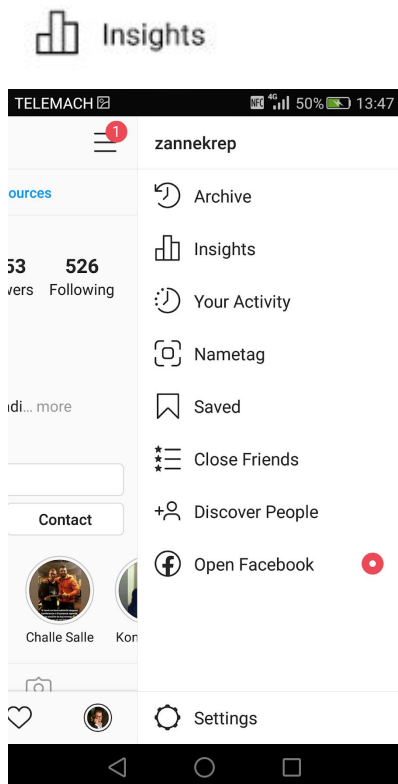 Insights
TELEMACH NFC 4G 50% 13:47
1
zannekrep
ources
Archive
Insights
53 526
vers Following
Your Activity
Nametag
di... more
Saved
Close Friends
Contact
Discover People
Open Facebook
Challe Salle Kon
Settings